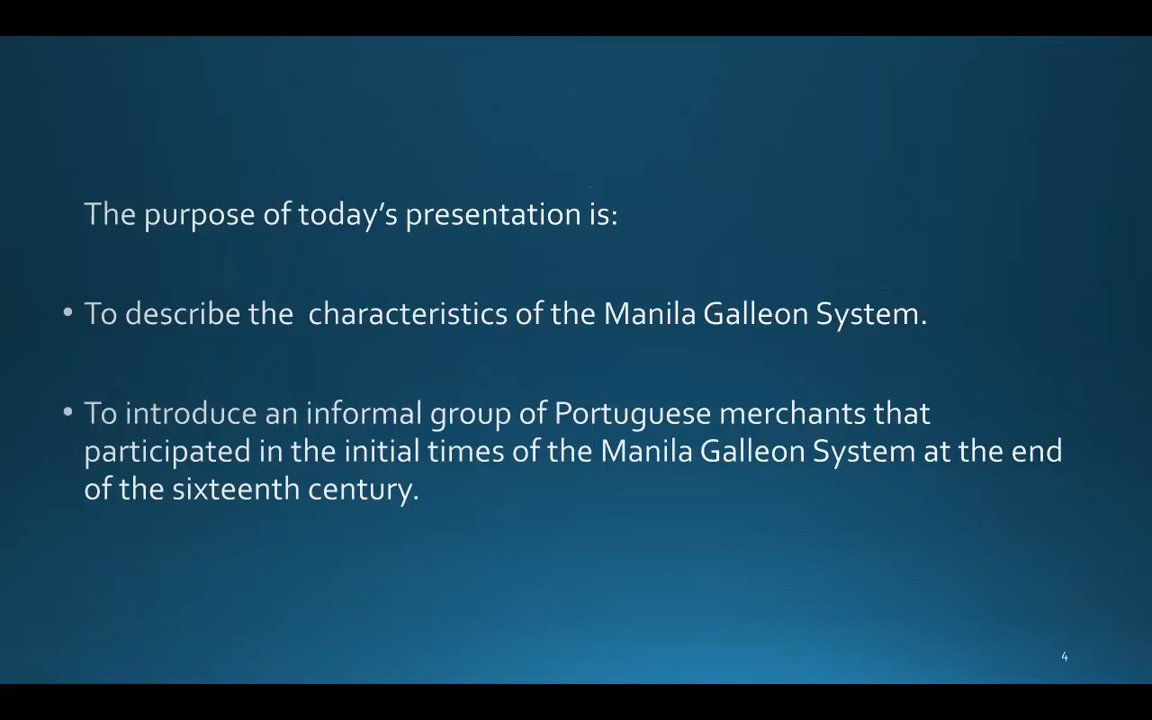 The purpose of today’s presentation is:
• To describe the  characteristics of the Manila Galleon System.
• To introduce an informal group of Portuguese merchants that
participated in the initial times of the Manila Galleon System at the end
of the sixteenth century.
4